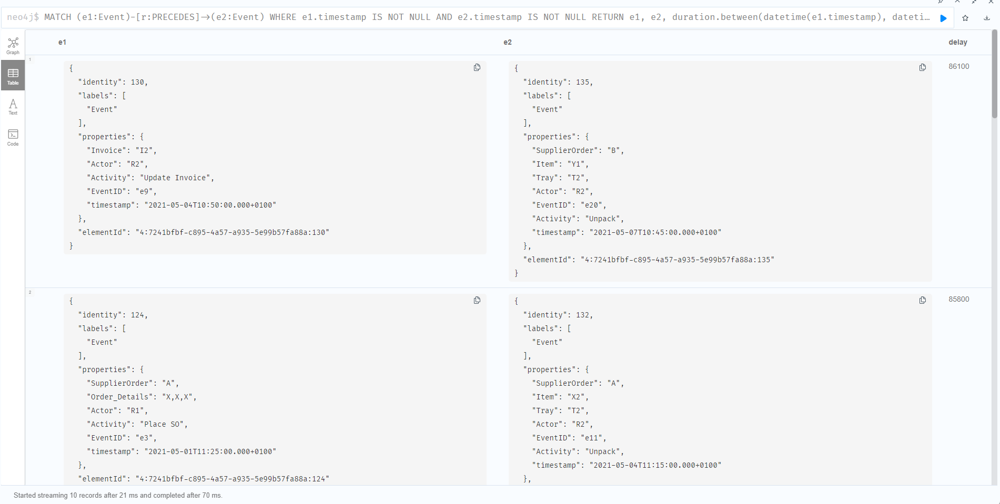 neo4j$ MATCH (e1:Event)-[r:PRECEDES]→(e2:Event) WHERE e1.timestamp IS NOT NULL AND e2.timestamp IS NOT NULL RETURN e1, e2, duration.between(datetime(e1.timestamp), dateti…
Graph
Table
Text
Code
e1 e2 delay
1
{
"identity": 130,
"labels": [
"Event"
],
"properties": {
"Invoice": "I2",
"Actor": "R2",
"Activity": "Update Invoice",
"EventID": "e9",
"timestamp": "2021-05-04T10:50:00.000+0100"
},
"elementId": "4:7241bfbf-c895-4a57-a935-5e99b57fa88a:130"
}
{
"identity": 135,
"labels": [
"Event"
],
"properties": {
"SupplierOrder": "B",
"Item": "Y1",
"Tray": "T2",
"Actor": "R2",
"EventID": "e20",
"Activity": "Unpack",
"timestamp": "2021-05-07T10:45:00.000+0100"
},
"elementId": "4:7241bfbf-c895-4a57-a935-5e99b57fa88a:135"
}
86100
2
{
"identity": 124,
"labels": [
"Event"
],
"properties": {
"SupplierOrder": "A",
"Order_Details": "X,X,X",
"Actor": "R1",
"Activity": "Place SO",
"EventID": "e3",
"timestamp": "2021-05-01T11:25:00.000+0100"
},
"elementId": "4:7241bfbf-c895-4a57-a935-5e99b57fa88a:124"
{
"identity": 132,
"labels": [
"Event"
],
"properties": {
"SupplierOrder": "A",
"Item": "X2",
"Tray": "T2",
"Actor": "R2",
"EventID": "e11",
"Activity": "Unpack",
"timestamp": "2021-05-04T11:15:00.000+0100"
},
85800
Started streaming 10 records after 21 ms and completed after 70 ms.